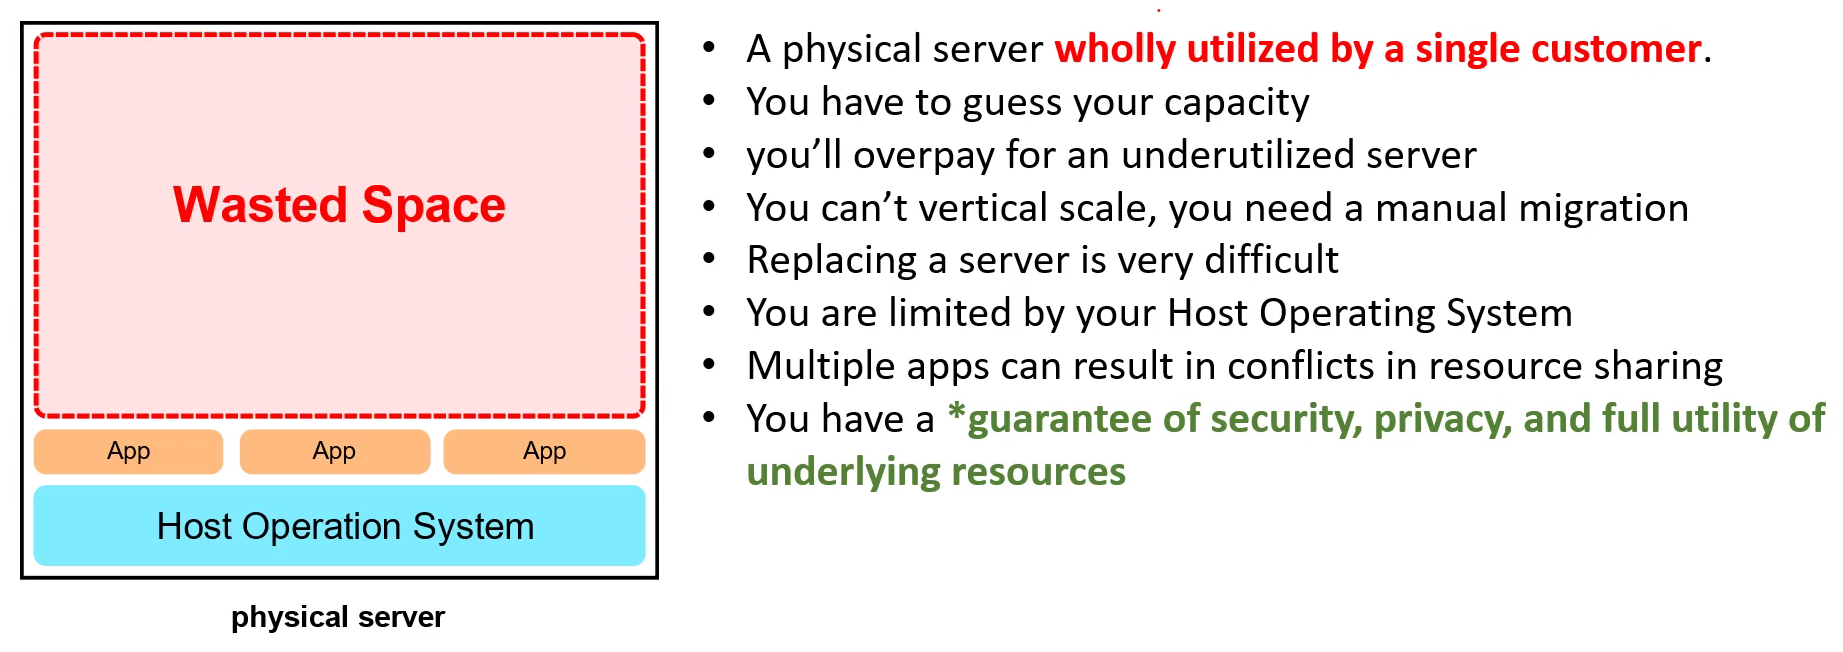 Wasted Space
App App App
Host Operation System
physical server
• A physical server wholly utilized by a single customer.
• You have to guess your capacity
• you’ll overpay for an underutilized server
• You can’t vertical scale, you need a manual migration
• Replacing a server is very difficult
• You are limited by your Host Operating System
• Multiple apps can result in conflicts in resource sharing
• You have a *guarantee of security, privacy, and full utility of
underlying resources